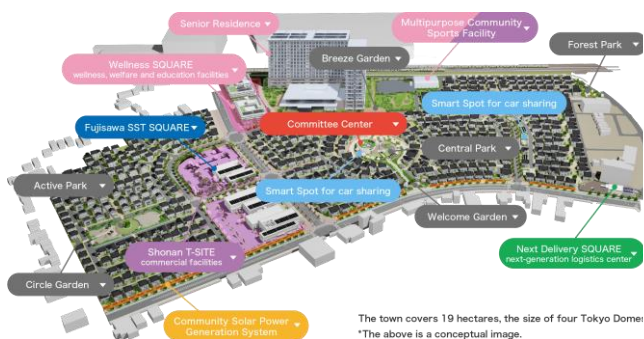 Senior Residence
Multipurpose Community
Sports Facility
Forest Park
Breeze Garden
Wellness SQUARE
wellness, welfare and education facilities
Smart Spot for car sharing
Fujisawa SST SQUARE
Committee Center
Central Park
Active Park
Smart Spot for car sharing
Welcome Garden
Shonan T-SITE
commercial facilities
Next Delivery SQUARE
next-generation logistics center
Circle Garden
Community Solar Power
Generation System
The town covers 19 hectares, the size of four Tokyo Domes
*The above is a conceptual image.